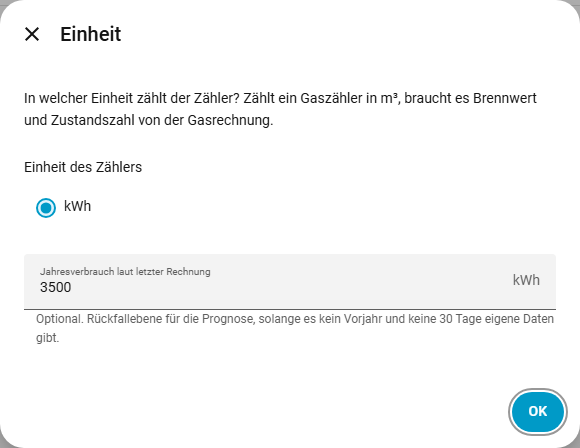 Einheit
In welcher Einheit zählt der Zähler? Zählt ein Gaszähler in m³, braucht es Brennwert
und Zustandszahl von der Gasrechnung.
Einheit des Zählers
kWh
Jahresverbrauch laut letzter Rechnung
3500
kWh
Optional. Rückfallebene für die Prognose, solange es kein Vorjahr und keine 30 Tage eigene Daten
gibt.
OK